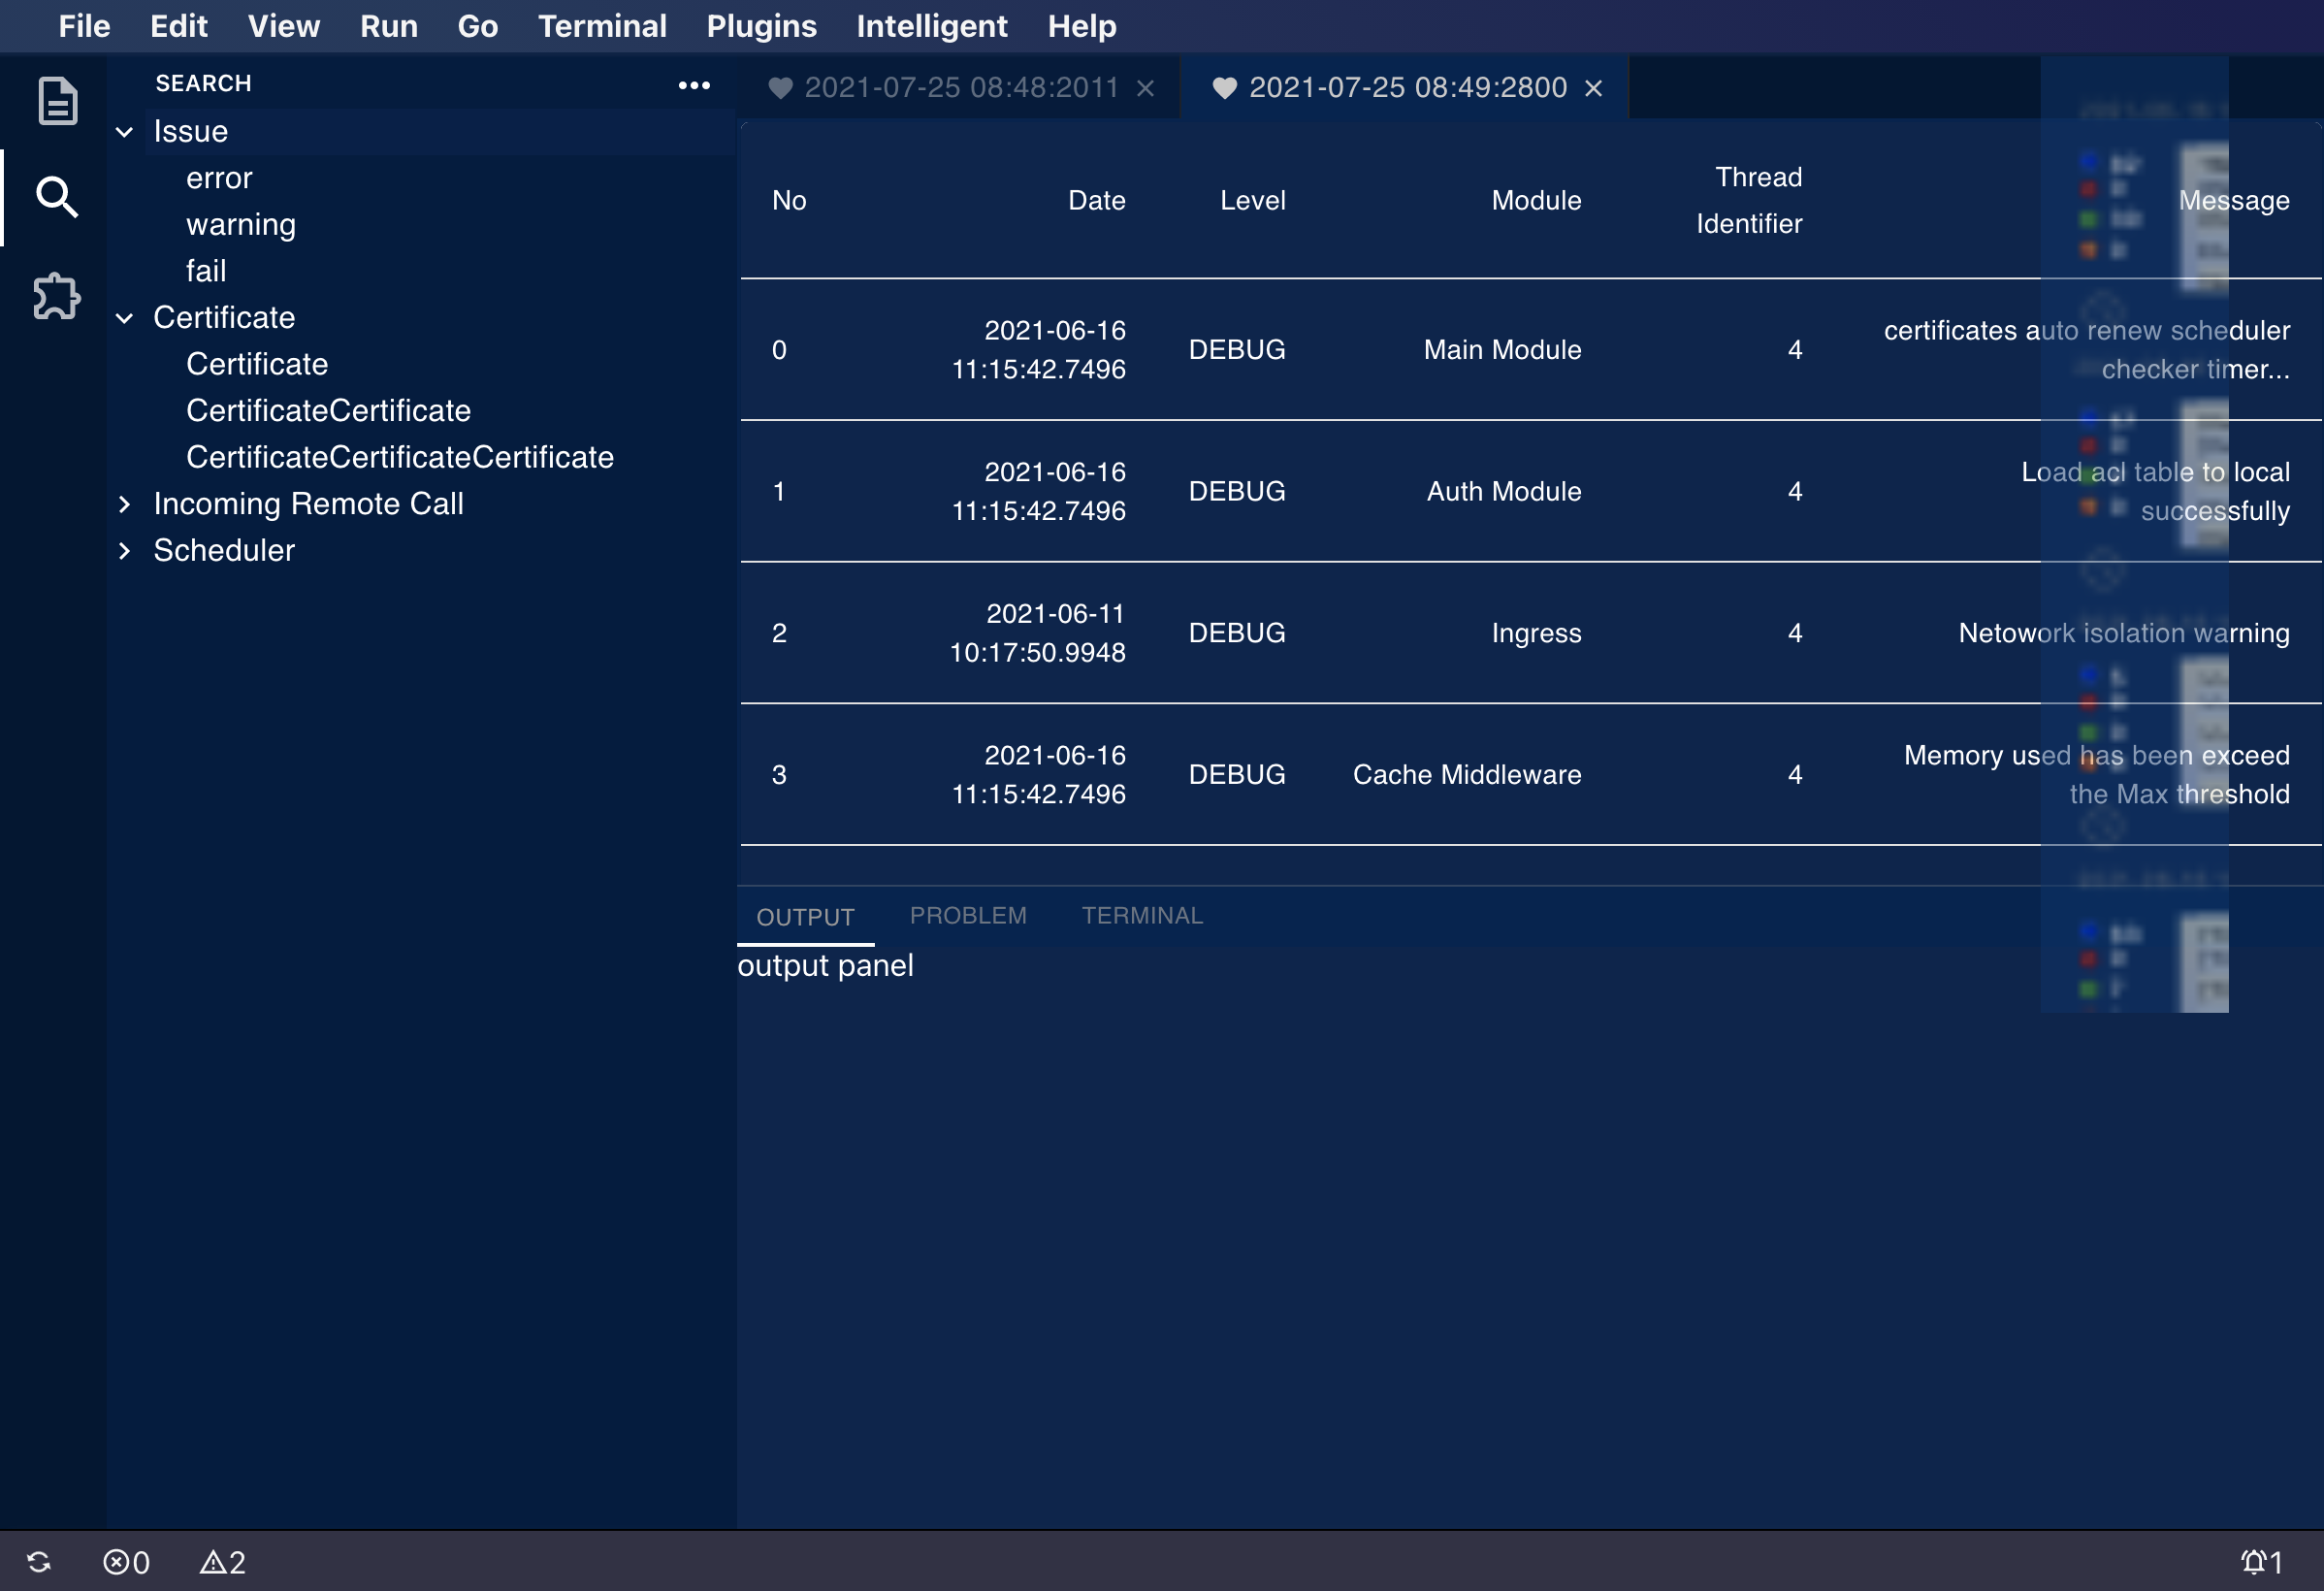 File Edit View Run Go Terminal Plugins Intelligent Help
SEARCH
Issue
error
warning
fail
Certificate
Certificate
CertificateCertificate
CertificateCertificateCertificate
Incoming Remote Call
Scheduler
2021-07-25 08:48:2011
2021-07-25 08:49:2800
No Date Level Module Thread Identifier Message
0 2021-06-16 11:15:42.7496 DEBUG Main Module 4 certificates auto renew scheduler checker timer...
1 2021-06-16 11:15:42.7496 DEBUG Auth Module 4 Load acl table to local successfully
2 2021-06-11 10:17:50.9948 DEBUG Ingress 4 Netowork isolation warning
3 2021-06-16 11:15:42.7496 DEBUG Cache Middleware 4 Memory used has been exceed the Max threshold
OUTPUT PROBLEM TERMINAL
output panel
0 2 1